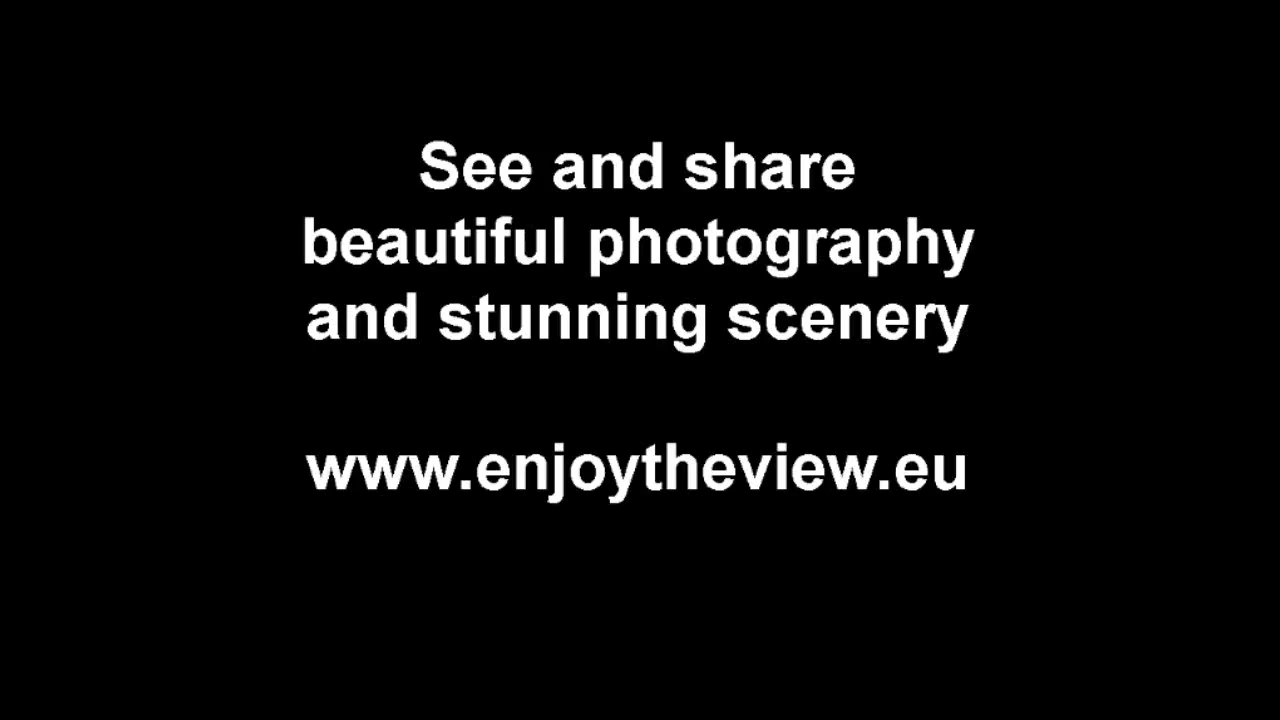 See and share
beautiful photography
and stunning scenery
www.enjoytheview.eu